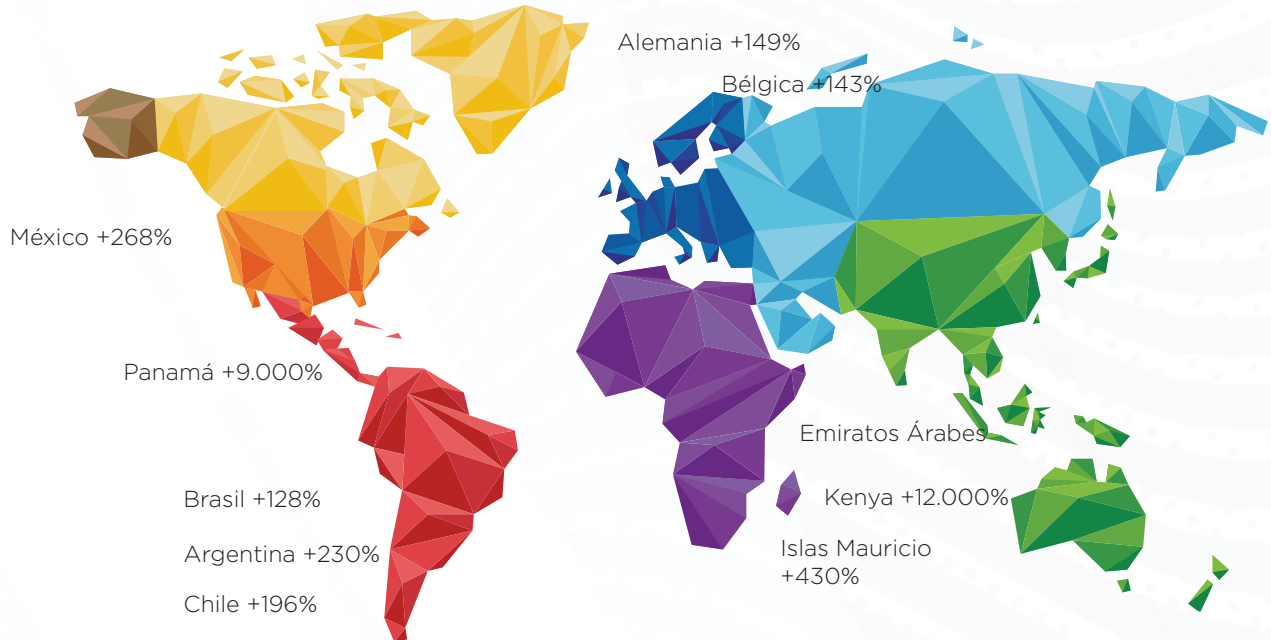 Alemania +149%
Bélgica +143%
México +268%
Panamá +9.000%
Emiratos Árabes
Brasil +128%
Kenya +12.000%
Argentina +230%
Islas Mauricio
+430%
Chile +196%